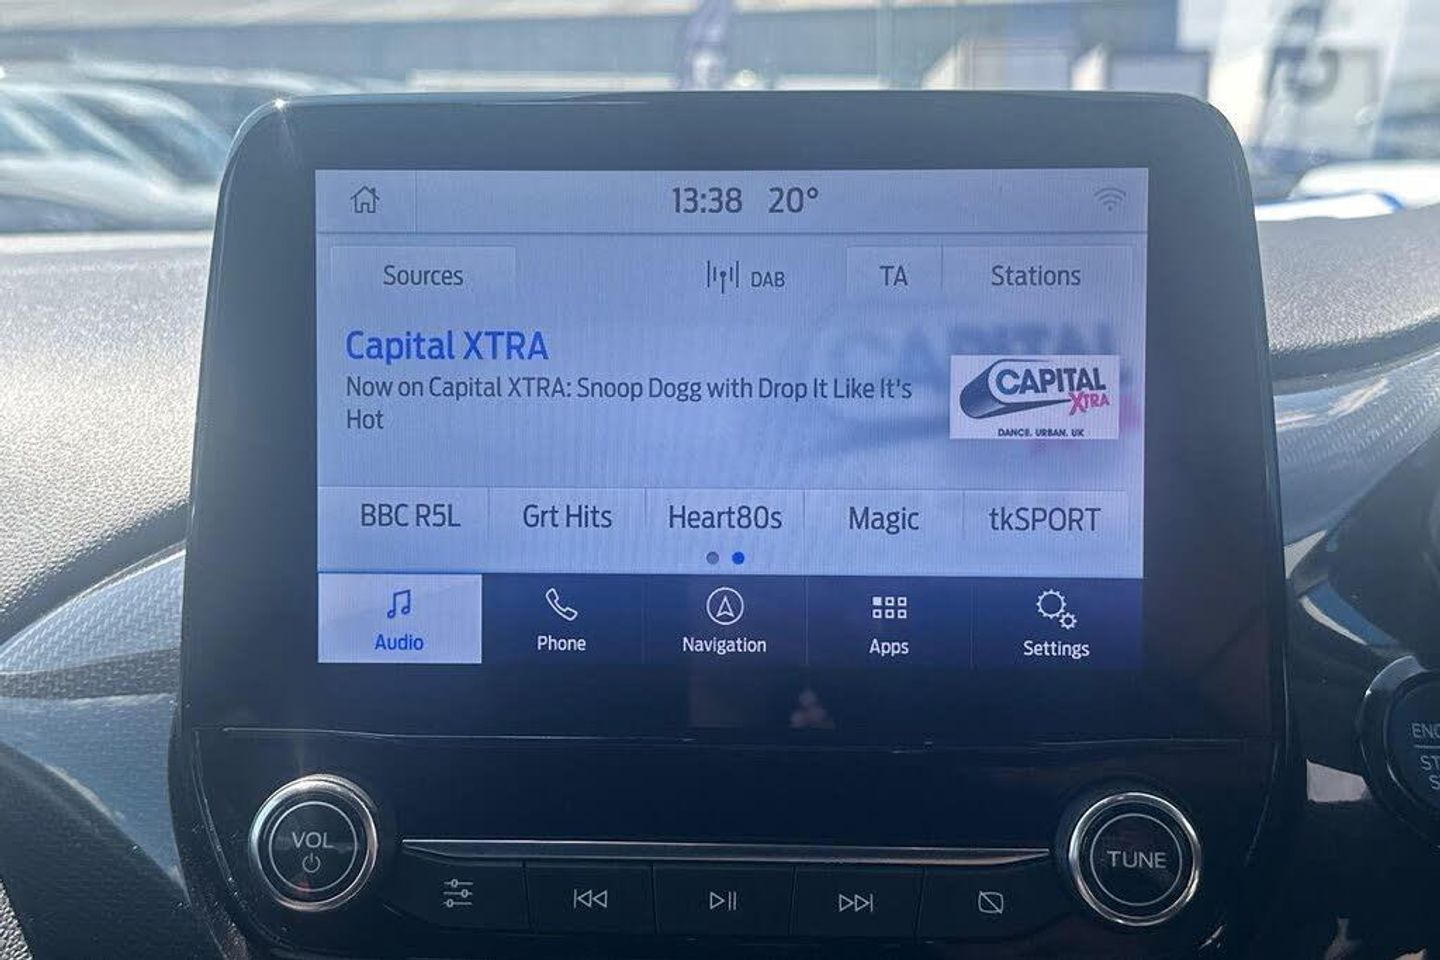 13:38 20°
Sources
DAB
TA
Stations
Capital XTRA
Now on Capital XTRA: Snoop Dogg with Drop It Like It's
Hot
CAPITAL
XTRA
DANCE. URBAN. UK
BBC R5L
Grt Hits
Heart80s
Magic
tkSPORT
Audio
Phone
Navigation
Apps
Settings
VOL
TUNE